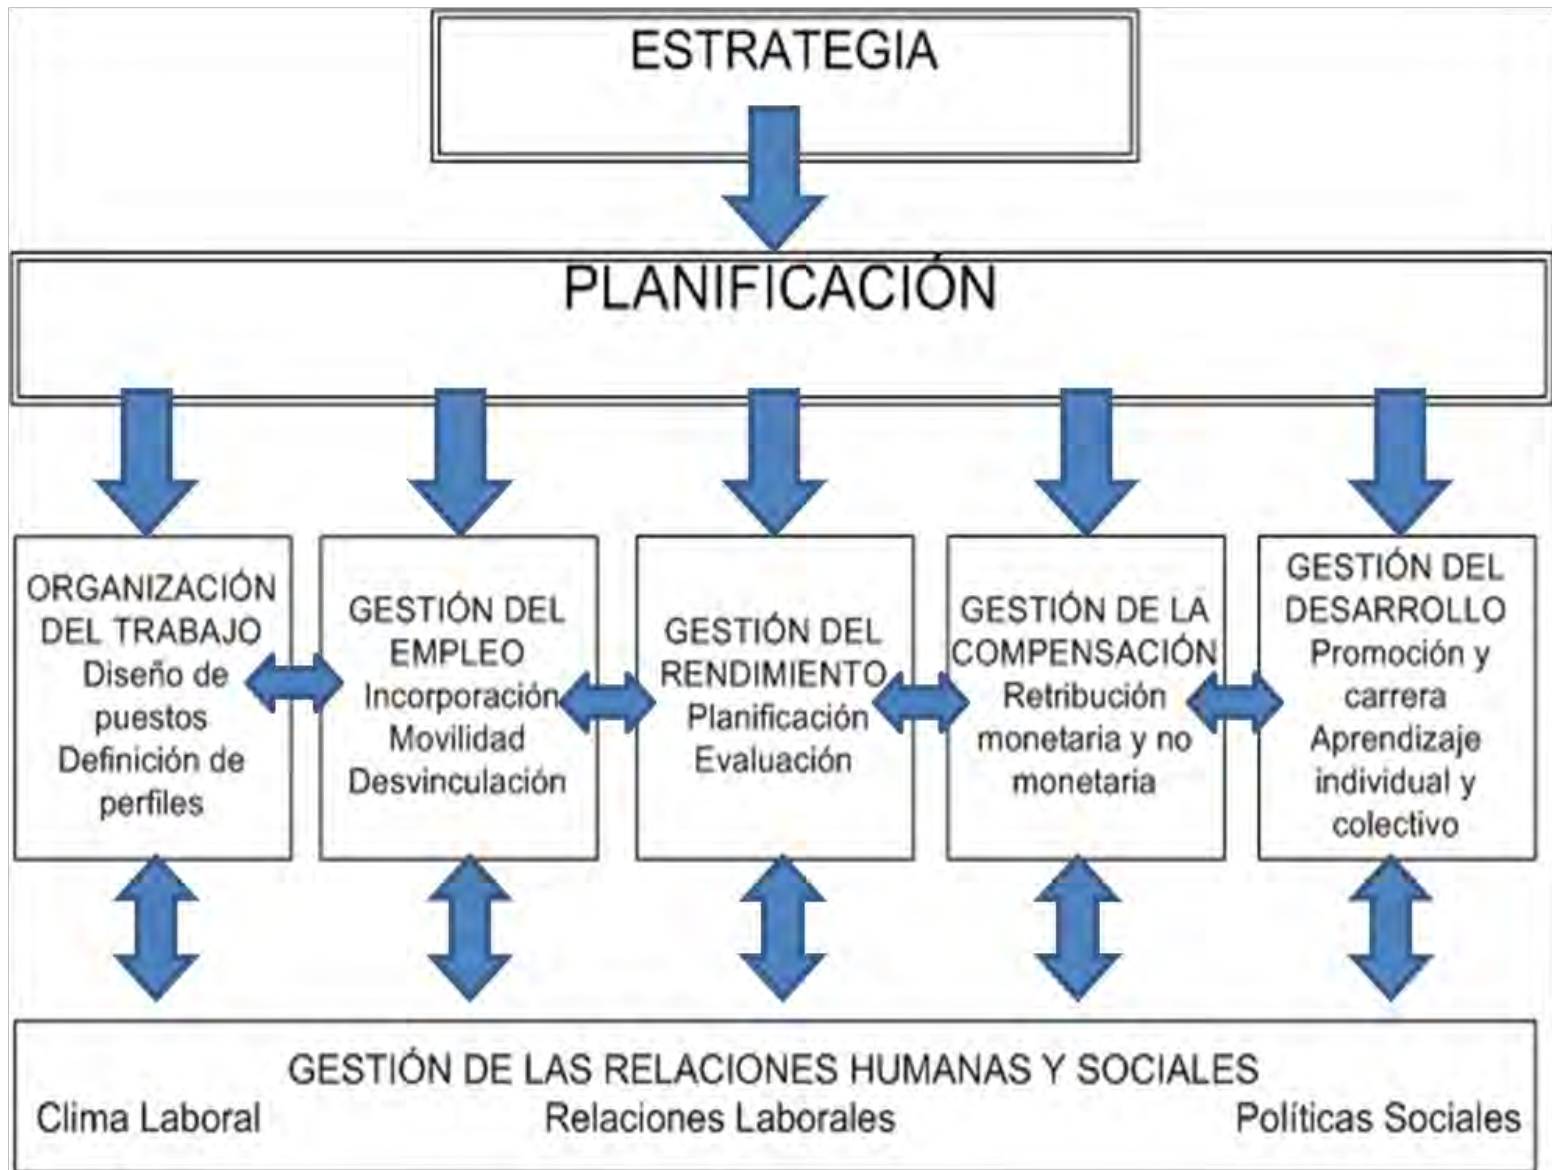 ESTRATEGIA
PLANIFICACIÓN
ORGANIZACIÓN
DEL TRABAJO
Diseño de
puestos
Definición de
perfiles
GESTIÓN DEL
EMPLEO
Incorporación
Movilidad
Desvinculación
GESTIÓN DEL
RENDIMIENTO
Planificación
Evaluación
GESTIÓN DE LA
COMPENSACIÓN
Retribución
monetaria y no
monetaria
GESTIÓN DEL
DESARROLLO
Promoción y
carrera
Aprendizaje
individual y
colectivo
GESTIÓN DE LAS RELACIONES HUMANAS Y SOCIALES
Clima Laboral Relaciones Laborales Políticas Sociales